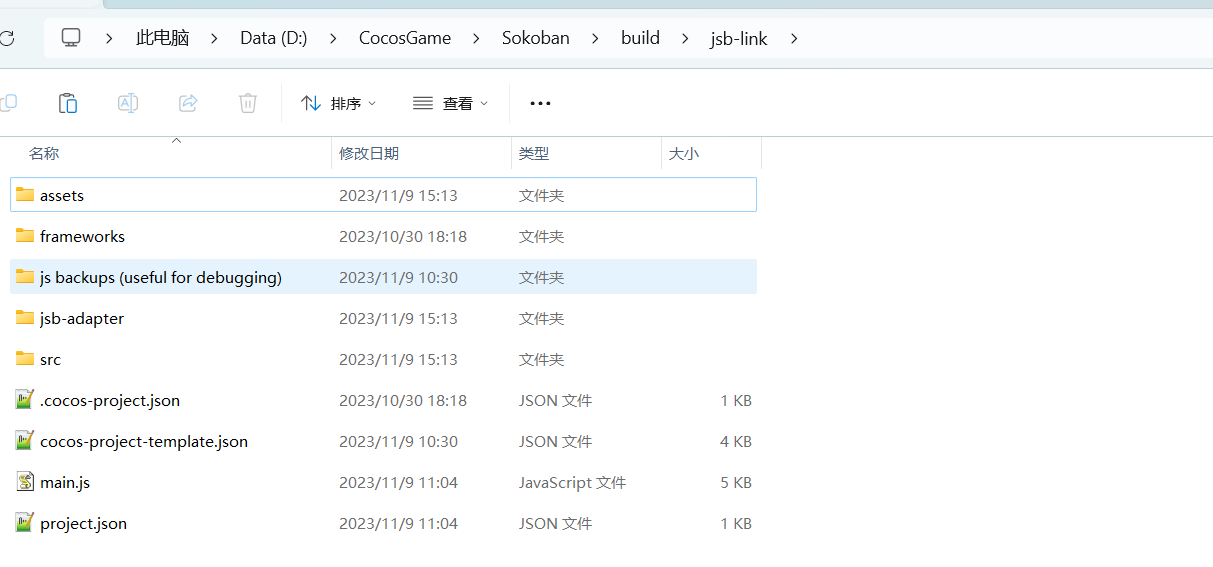 此电脑 Data (D:) CocosGame Sokoban build jsb-link
排序 查看
名称 修改日期 类型 大小
assets 2023/11/9 15:13 文件夹
frameworks 2023/10/30 18:18 文件夹
js backups (useful for debugging) 2023/11/9 10:30 文件夹
jsb-adapter 2023/11/9 15:13 文件夹
src 2023/11/9 15:13 文件夹
.cocos-project.json 2023/10/30 18:18 JSON 文件 1 KB
cocos-project-template.json 2023/11/9 10:30 JSON 文件 4 KB
main.js 2023/11/9 11:04 JavaScript 文件 5 KB
project.json 2023/11/9 11:04 JSON 文件 1 KB